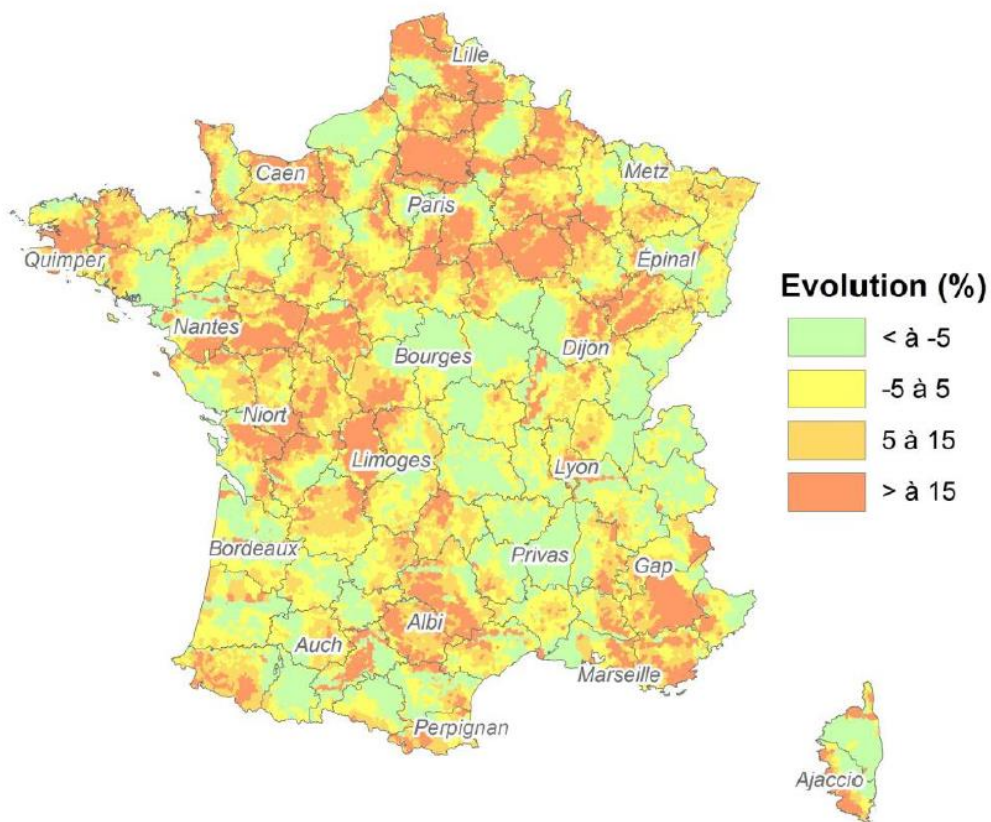 Lille
Caen
Metz
Paris
Quimper
Épinal
Evolution (%)
< à -5
Nantes
Bourges
Dijon
-5 à 5
Niort
5 à 15
Limoges
Lyon
> à 15
Bordeaux
Privas
Gap
Albi
Auch
Marseille
Perpignan
Ajaccio